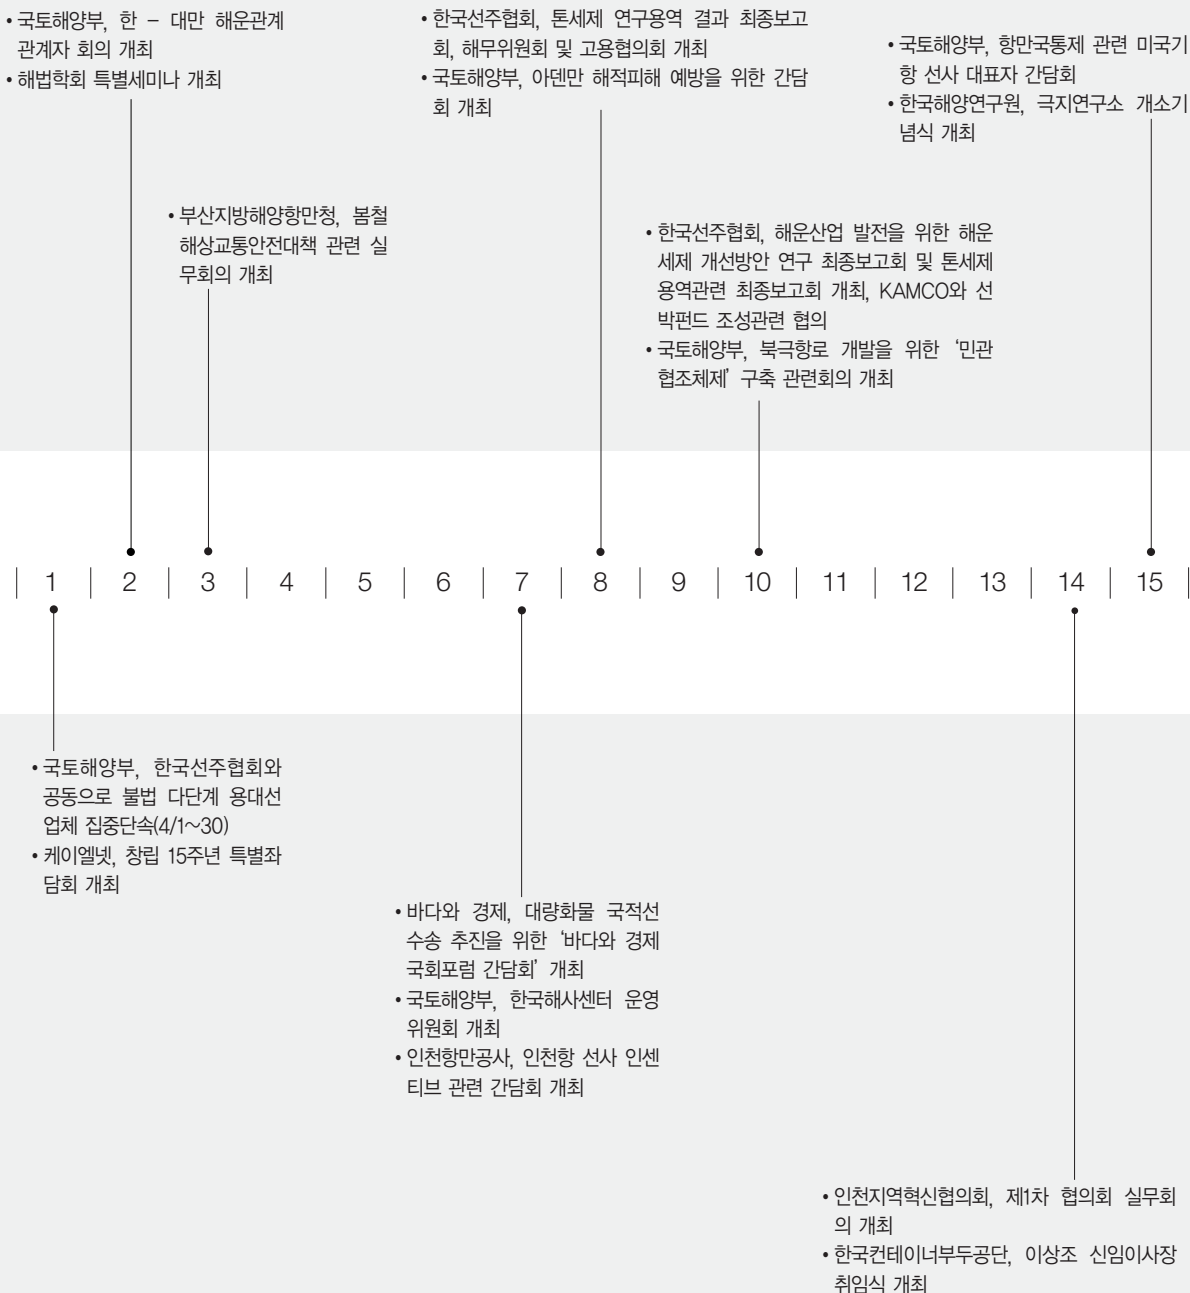 • 국토해양부, 한 – 대만 해운관계
관계자 회의 개최
• 해법학회 특별세미나 개최
• 한국선주협회, 톤세제 연구용역 결과 최종보고
회, 해무위원회 및 고용협의회 개최
• 국토해양부, 아덴만 해적피해 예방을 위한 간담
회 개최
• 국토해양부, 항만국통제 관련 미국기
항 선사 대표자 간담회
• 한국해양연구원, 극지연구소 개소기
념식 개최
• 부산지방해양항만청, 봄철
해상교통안전대책 관련 실
무회의 개최
• 한국선주협회, 해운산업 발전을 위한 해운
세제 개선방안 연구 최종보고회 및 톤세제
용역관련 최종보고회 개최, KAMCO와 선
박펀드 조성관련 협의
• 국토해양부, 북극항로 개발을 위한 ‘민관
협조체제’ 구축 관련회의 개최
1 2 3 4 5 6 7 8 9 10 11 12 13 14 15
• 국토해양부, 한국선주협회와
공동으로 불법 다단계 용대선
업체 집중단속(4/1~30)
• 케이엘넷, 창립 15주년 특별좌
담회 개최
• 바다와 경제, 대량화물 국적선
수송 추진을 위한 ‘바다와 경제
국회포럼 간담회’ 개최
• 국토해양부, 한국해사센터 운영
위원회 개최
• 인천항만공사, 인천항 선사 인센
티브 관련 간담회 개최
• 인천지역혁신협의회, 제1차 협의회 실무회
의 개최
• 한국컨테이너부두공단, 이상조 신임이사장
취임식 개최